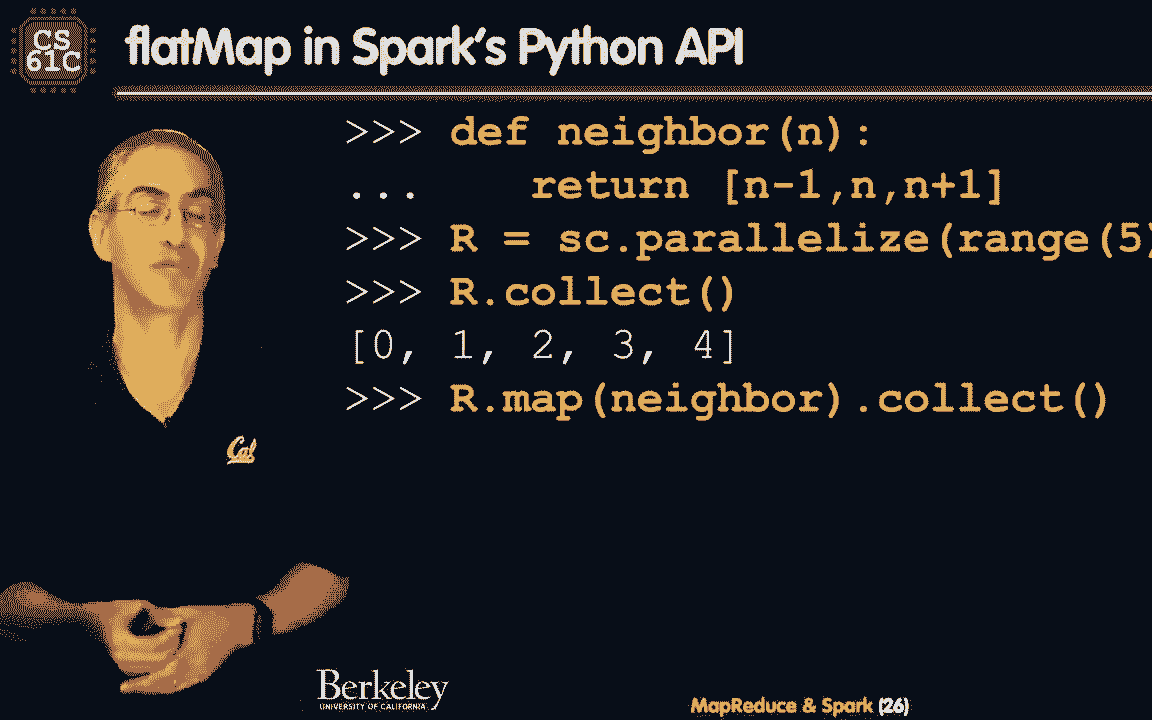 CS
61C
flatMap in Spark's Python API
>>> def neighbor(n):
...    return [n-1,n,n+1]
>>> R = sc.parallelize(range(5)
>>> R.collect()
[0, 1, 2, 3, 4]
>>> R.map(neighbor).collect()
Cal
Berkeley
UNIVERSITY OF CALIFORNIA
MapReduce & Spark (26)